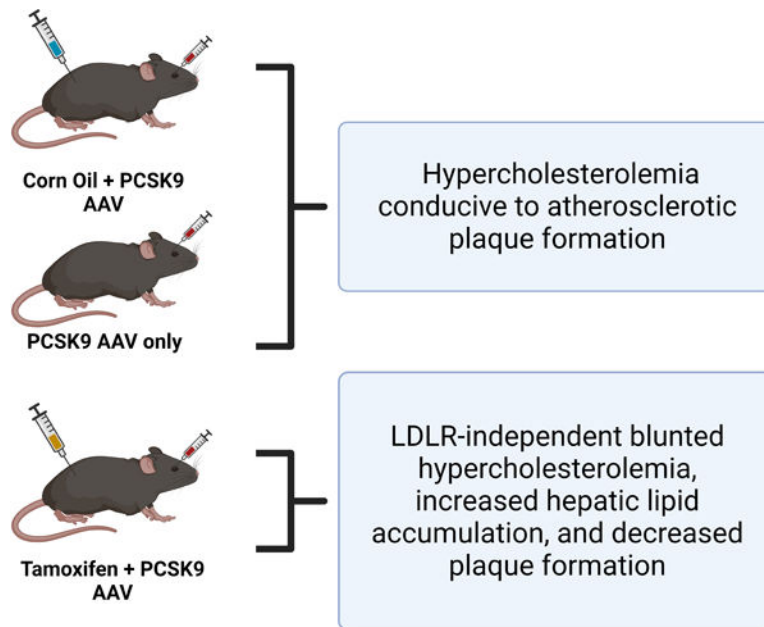 Corn Oil + PCSK9
AAV
PCSK9 AAV only
Hypercholesterolemia
conducive to atherosclerotic
plaque formation
Tamoxifen + PCSK9
AAV
LDLR-independent blunted
hypercholesterolemia,
increased hepatic lipid
accumulation, and decreased
plaque formation